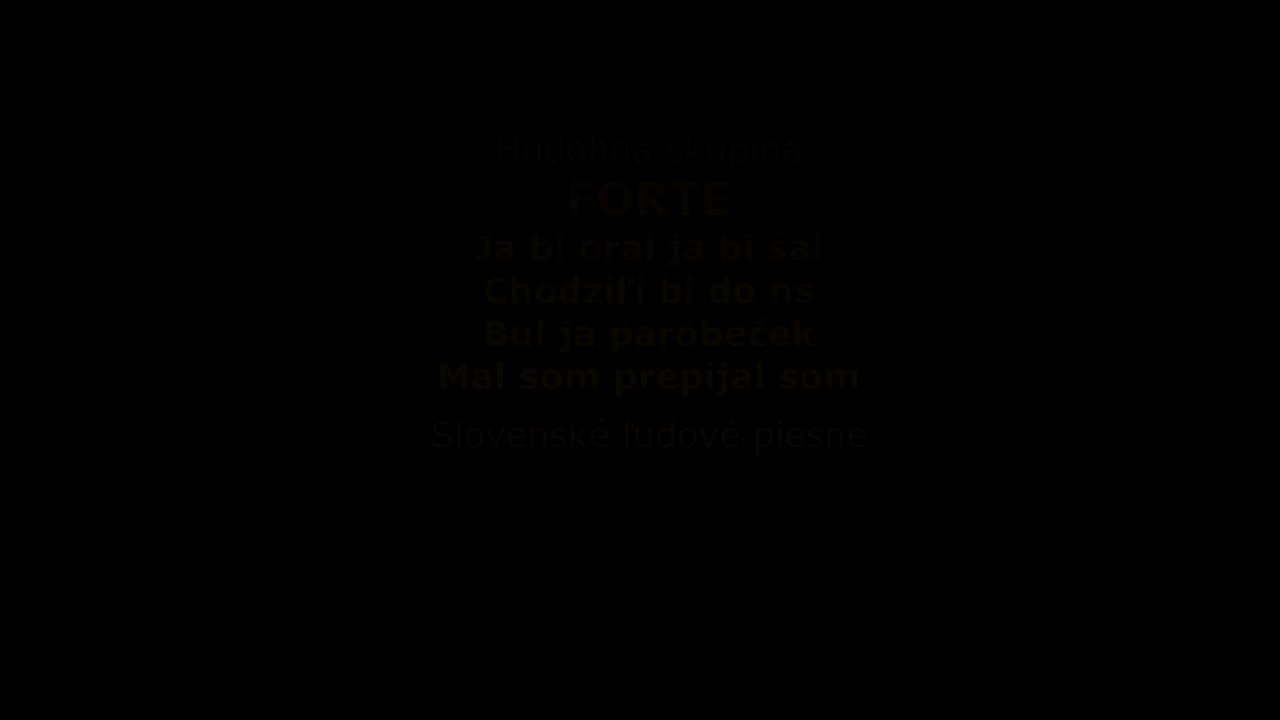 Hudobna skupina
FORTE
Ja bi oral ja bi śal
Chodziľi bi do ns
Bul ja parobeček
Mal som prepijal som
Slovenské ľudové piesne